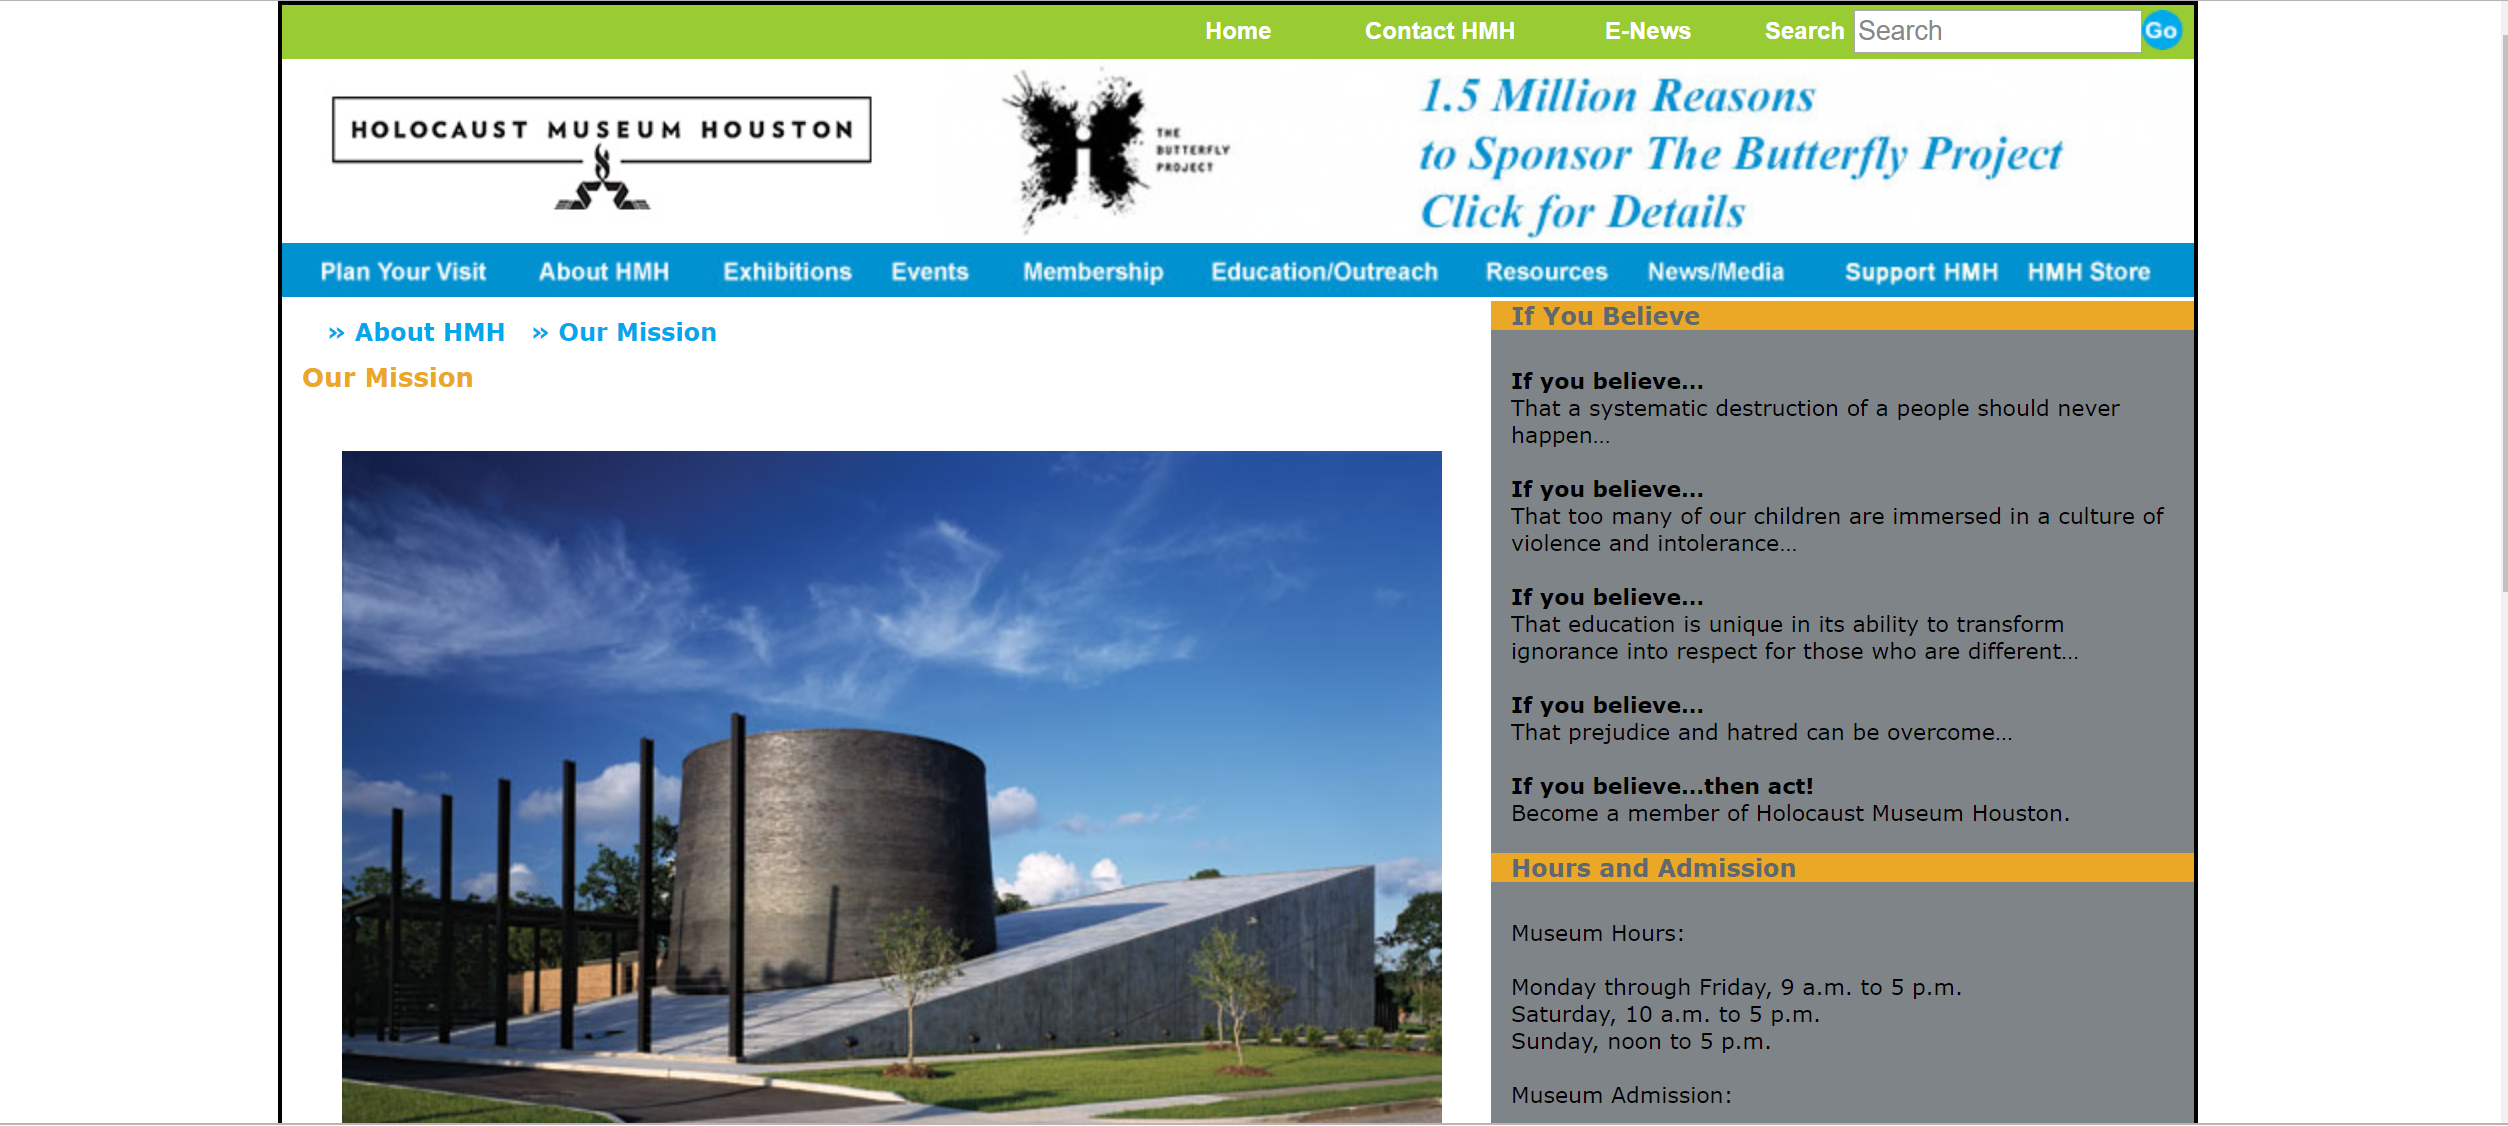 Home Contact HMH E-News Search Search Go
HOLOCAUST MUSEUM HOUSTON
THE
BUTTERFLY
PROJECT
1.5 Million Reasons
to Sponsor The Butterfly Project
Click for Details
Plan Your Visit About HMH Exhibitions Events Membership Education/Outreach Resources News/Media Support HMH HMH Store
» About HMH » Our Mission
Our Mission
If You Believe
If you believe...
That a systematic destruction of a people should never
happen...
If you believe...
That too many of our children are immersed in a culture of
violence and intolerance...
If you believe...
That education is unique in its ability to transform
ignorance into respect for those who are different...
If you believe...
That prejudice and hatred can be overcome...
If you believe...then act!
Become a member of Holocaust Museum Houston.
Hours and Admission
Museum Hours:
Monday through Friday, 9 a.m. to 5 p.m.
Saturday, 10 a.m. to 5 p.m.
Sunday, noon to 5 p.m.
Museum Admission: